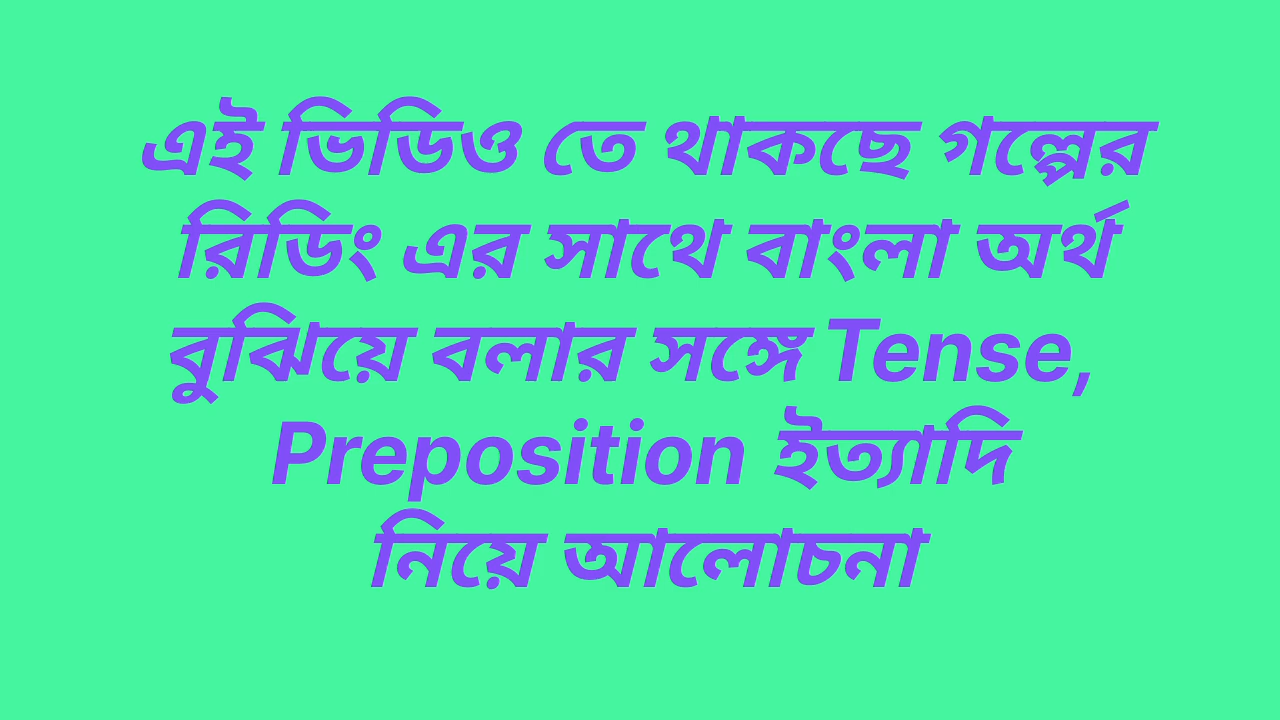 এই ভিডিও তে থাকছে গল্পের
রিডিং এর সাথে বাংলা অর্থ
বুঝিয়ে বলার সঙ্গে Tense,
Preposition ইত্যাদি
নিয়ে আলোচনা